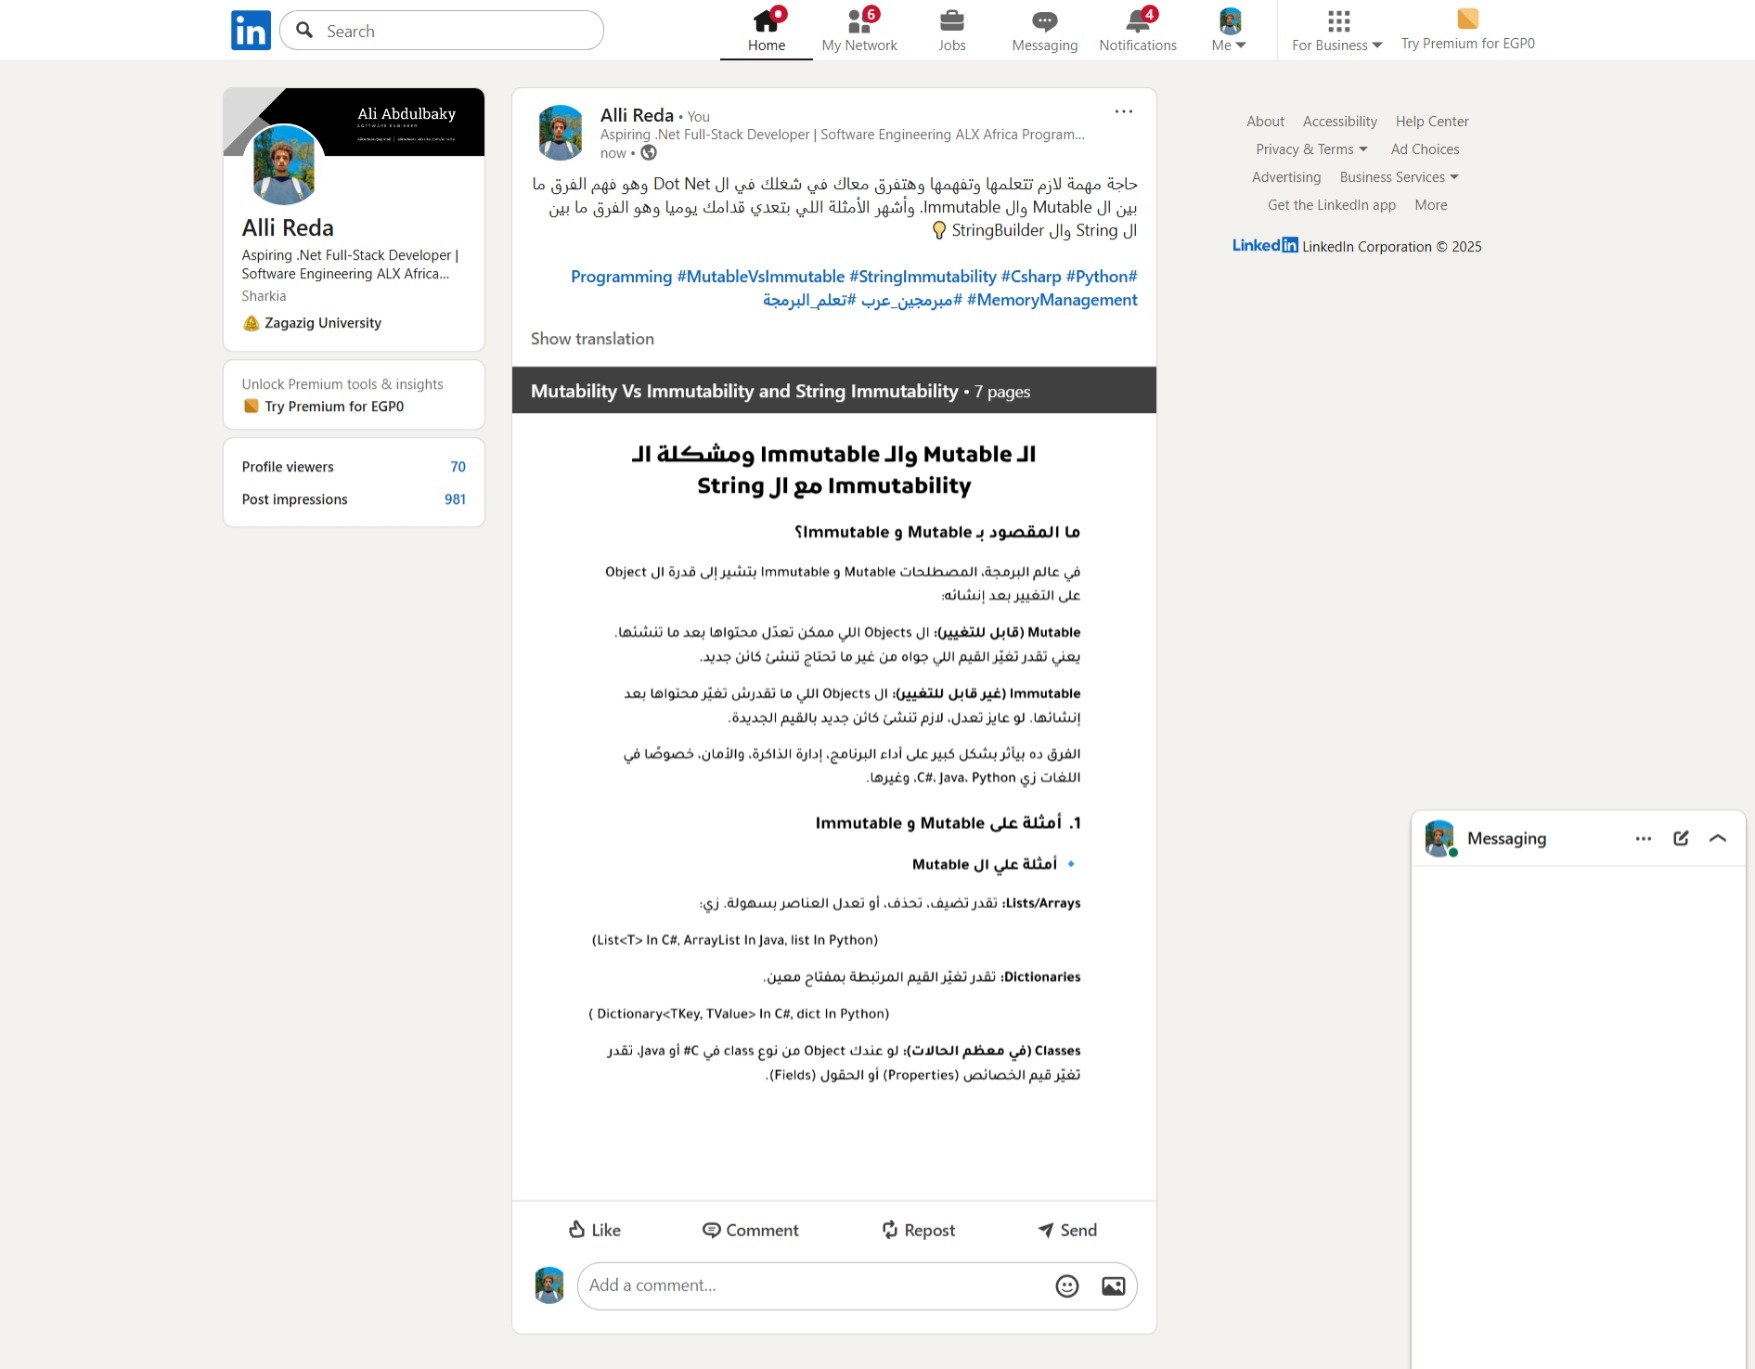 in
Search
Home
My Network
6
Jobs
Messaging
Notifications
4
Me
For Business
Try Premium for EGP0
Ali Abdulbaky
SOFTWARE ENGINEER
Alli Reda
Aspiring .Net Full-Stack Developer |
Software Engineering ALX Africa...
Sharkia
Zagazig University
Unlock Premium tools & insights
Try Premium for EGP0
Profile viewers 70
Post impressions 981
Alli Reda • You
Aspiring .Net Full-Stack Developer | Software Engineering ALX Africa Program...
now •
حاجة مهمة لازم تتعلمها وتفهمها وهتفرق معاك في شغلك في ال Dot Net وهو فهم الفرق ما
بين ال Mutable وال Immutable. وأشهر الأمثلة اللي بتعدي قدامك يوميا وهو الفرق ما بين
ال String وال StringBuilder
Programming #MutableVsImmutable #StringImmutability #Csharp #Python#
#MemoryManagement #مبرمجين_عرب #تعلم_البرمجة
Show translation
Mutability Vs Immutability and String Immutability • 7 pages
الـ Mutable والـ Immutable ومشكلة الـ
Immutability مع ال String
ما المقصود بـ Mutable و Immutable؟
في عالم البرمجة، المصطلحات Mutable و Immutable بتشير إلى قدرة ال Object
على التغيير بعد إنشائه:
Mutable (قابل للتغيير): ال Objects اللي ممكن تعدّل محتواها بعد ما تنشئها.
يعني تقدر تغيّر القيم اللي جواه من غير ما تحتاج تنشئ كائن جديد.
Immutable (غير قابل للتغيير): ال Objects اللي ما تقدرش تغيّر محتواها بعد
إنشائها. لو عايز تعدل، لازم تنشئ كائن جديد بالقيم الجديدة.
الفرق ده بيأثر بشكل كبير على أداء البرنامج، إدارة الذاكرة، والأمان، خصوصًا في
اللغات زي C#، Java، Python، وغيرها.
1. أمثلة على Mutable و Immutable
أمثلة علي ال Mutable
Lists/Arrays: تقدر تضيف، تحذف، أو تعدل العناصر بسهولة. زي:
(List<T> In C#, ArrayList In Java, list In Python)
Dictionaries: تقدر تغيّر القيم المرتبطة بمفتاح معين.
( Dictionary<TKey, TValue> In C#, dict In Python)
Classes (في معظم الحالات): لو عندك Object من نوع class في C# أو Java، تقدر
تغيّر قيم الخصائص (Properties) أو الحقول (Fields).
Like
Comment
Repost
Send
Add a comment...
About Accessibility Help Center
Privacy & Terms Ad Choices
Advertising Business Services
Get the LinkedIn app More
Linkedin LinkedIn Corporation © 2025
Messaging